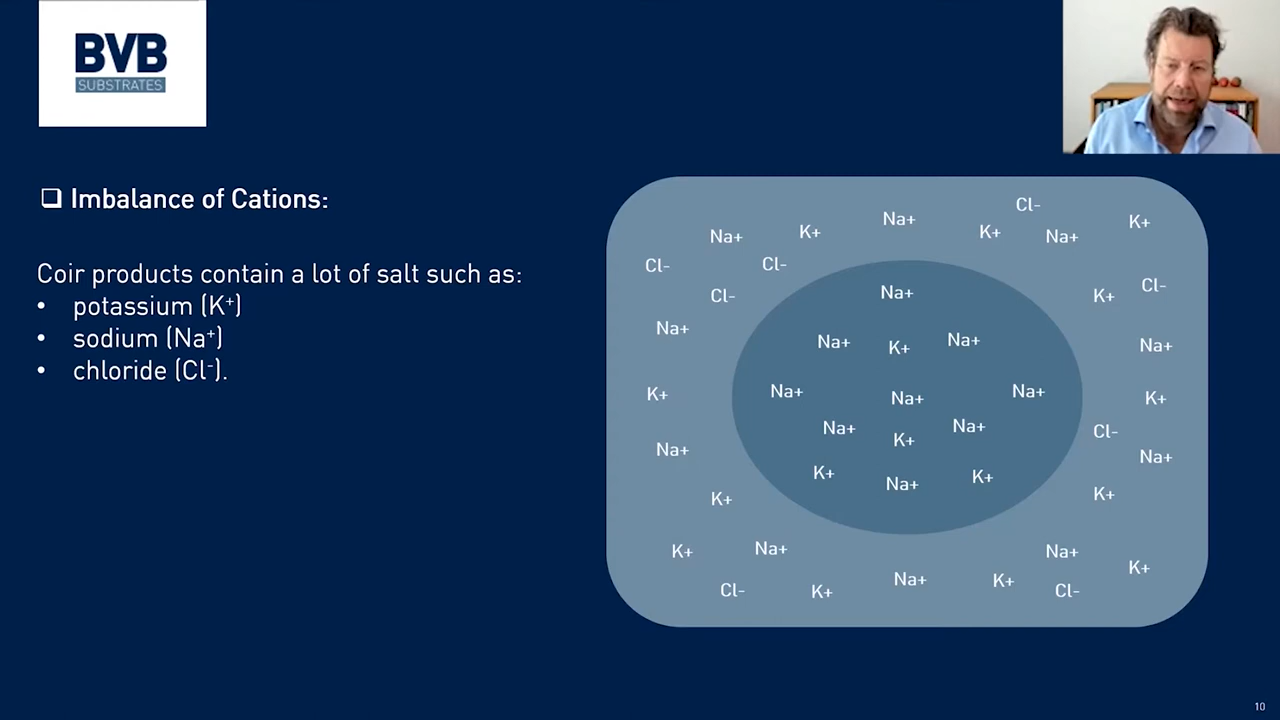 BVB
SUBSTRATES
❑ Imbalance of Cations:
Coir products contain a lot of salt such as:
• potassium (K⁺)
• sodium (Na⁺)
• chloride (Cl⁻).
Cl-
Na+
K+
Na+
K+
Na+
K+
Cl-
Cl-
Cl-
K+
Cl-
Na+
Na+
Na+
K+
Na+
Na+
K+
Na+
Na+
Na+
K+
K+
Na+
Na+
Cl-
K+
Na+
Na+
K+
Na+
K+
K+
K+
K+
Na+
Na+
K+
Na+
K+
Na+
K+
Cl-
K+
Cl-
10